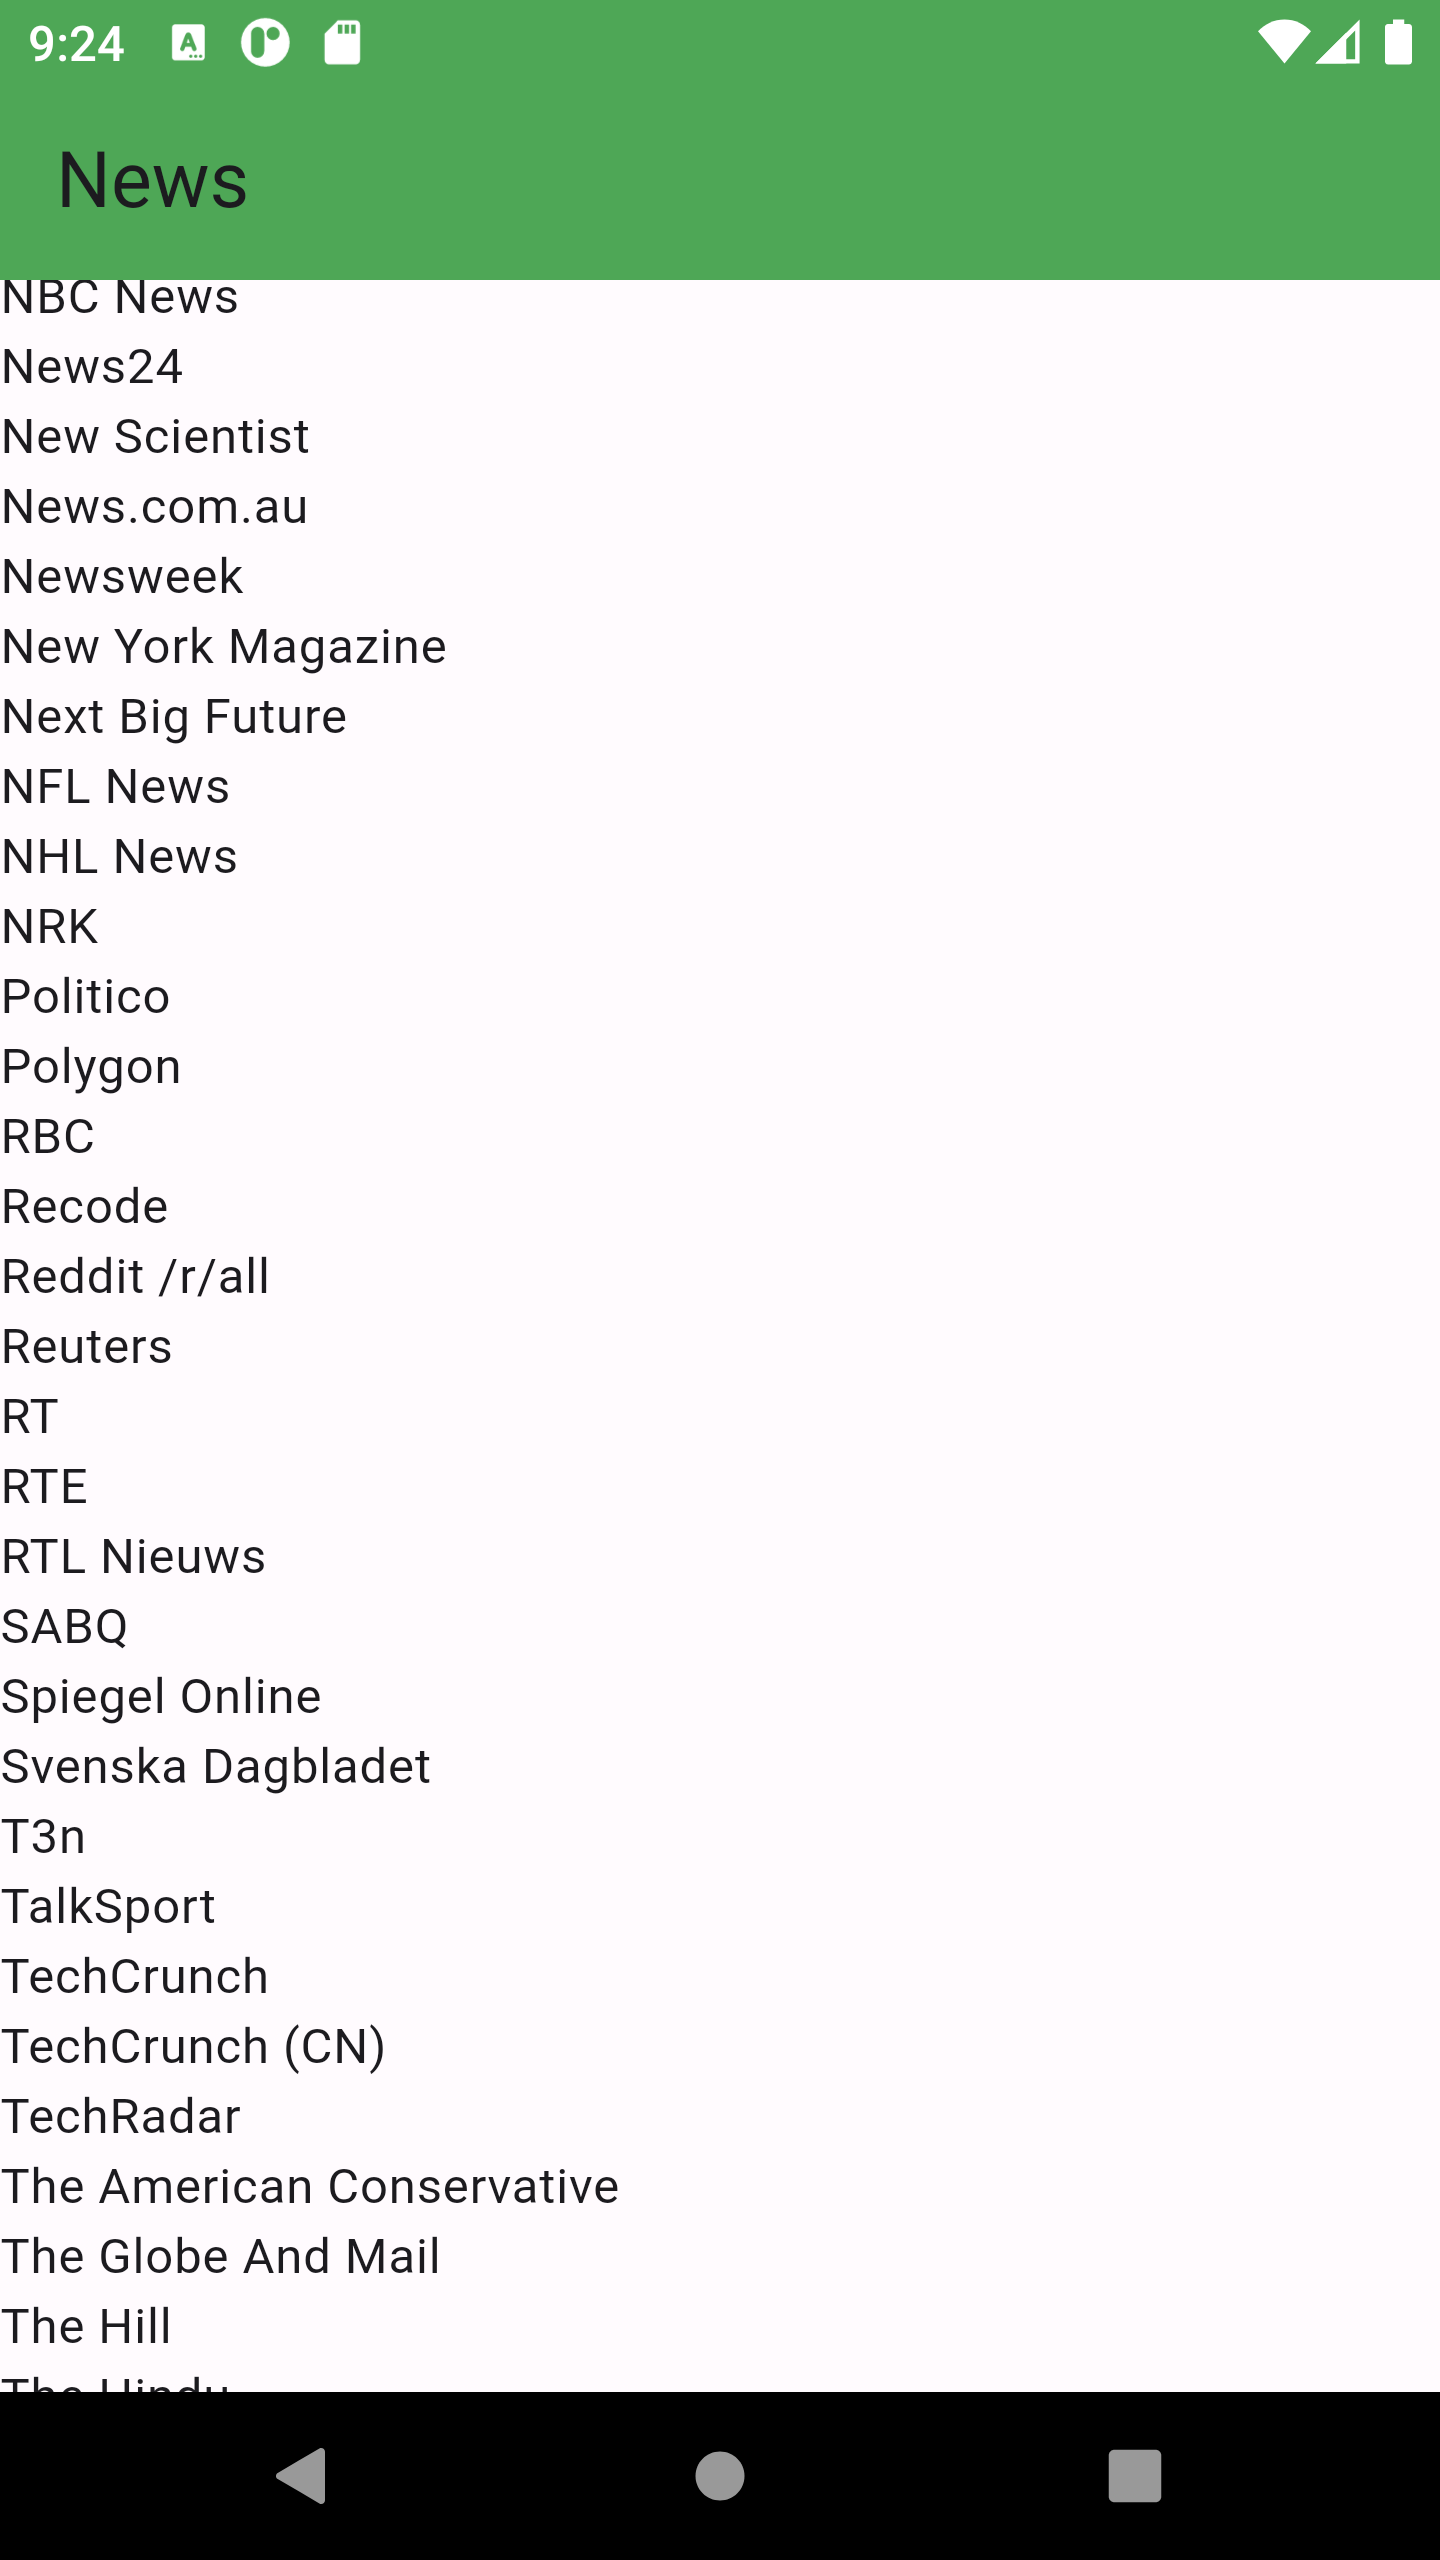 9:24
News
NBC News
News24
New Scientist
News.com.au
Newsweek
New York Magazine
Next Big Future
NFL News
NHL News
NRK
Politico
Polygon
RBC
Recode
Reddit /r/all
Reuters
RT
RTE
RTL Nieuws
SABQ
Spiegel Online
Svenska Dagbladet
T3n
TalkSport
TechCrunch
TechCrunch (CN)
TechRadar
The American Conservative
The Globe And Mail
The Hill
The Hindu